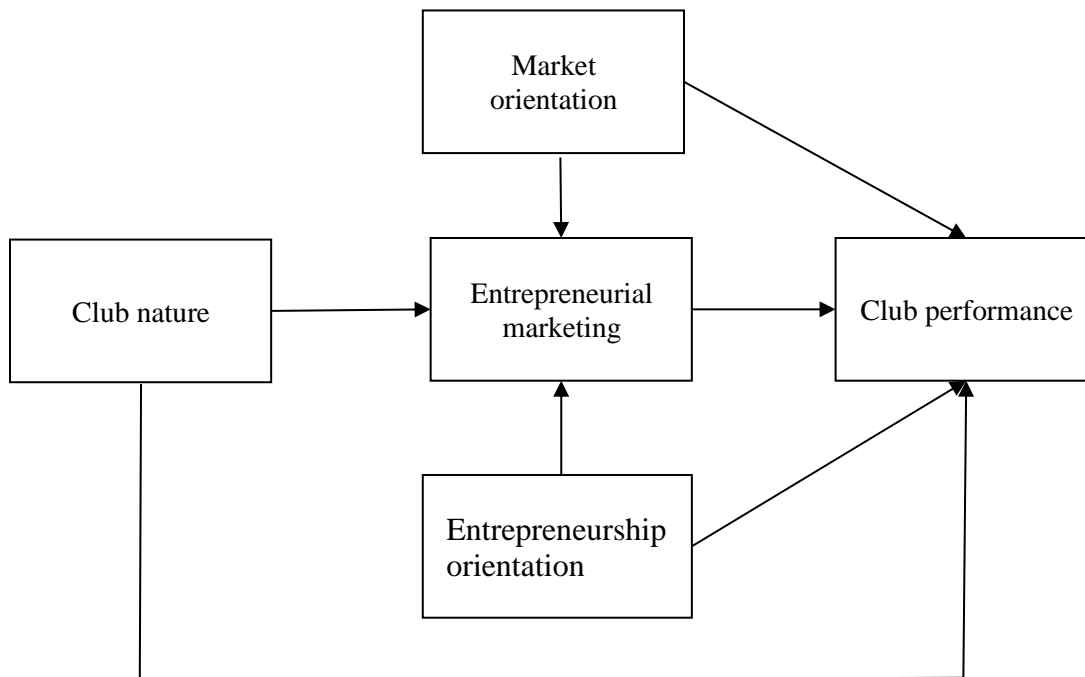 Market
orientation
Club nature
Entrepreneurial
marketing
Club performance
Entrepreneurship
orientation